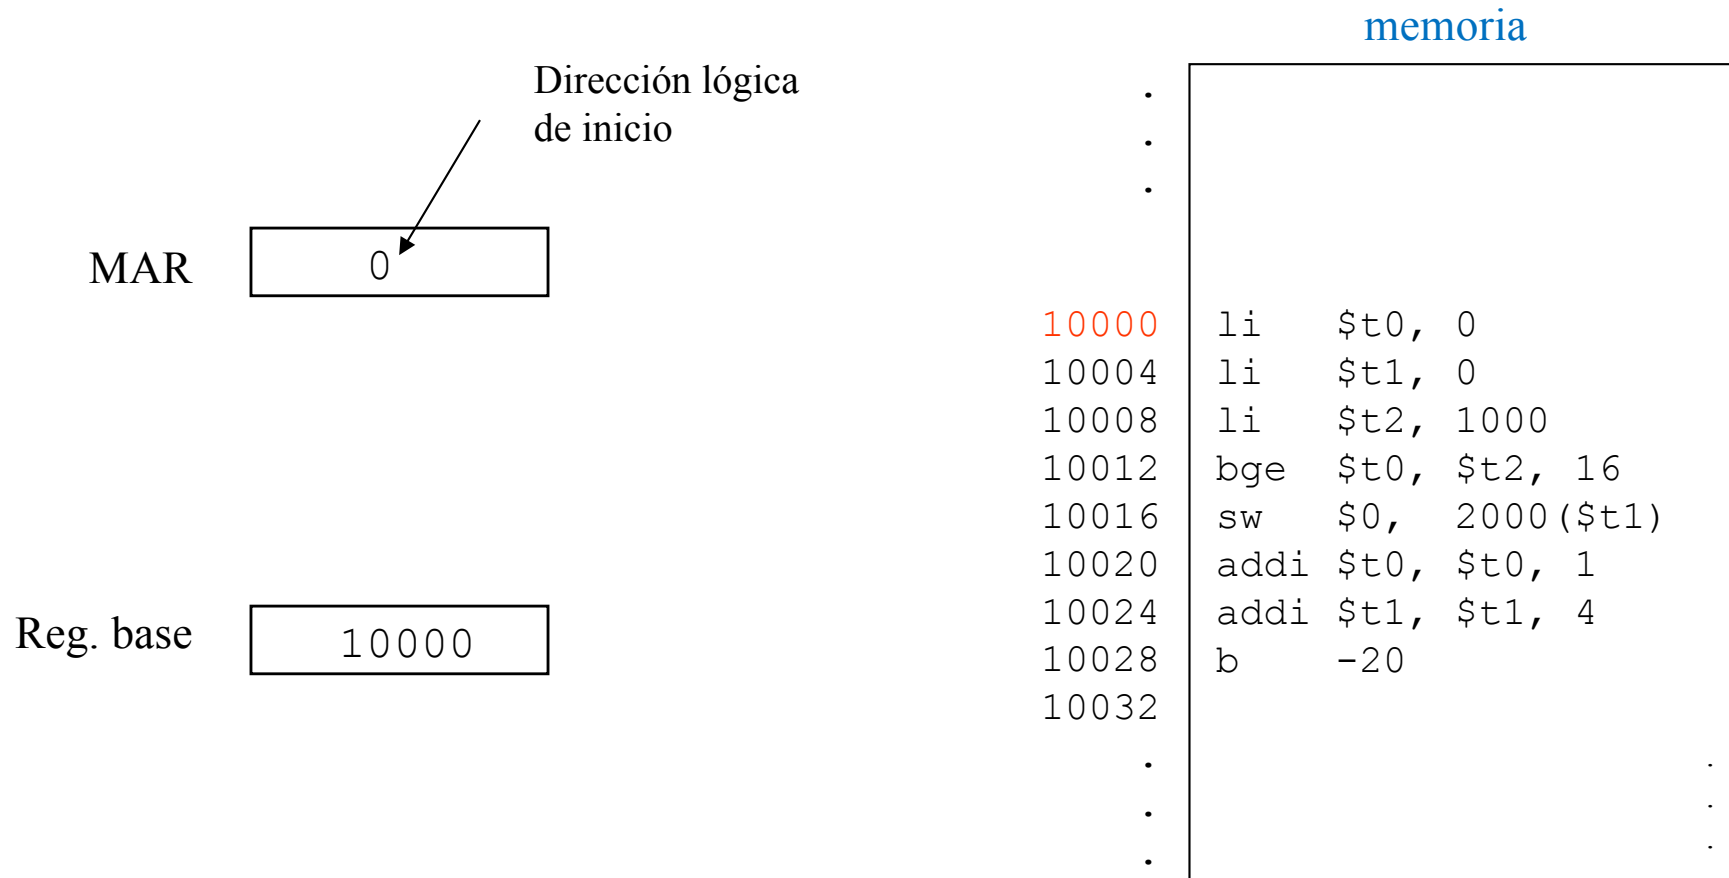 memoria
Dirección lógica
de inicio
.
.
.
MAR 0
10000 li $t0, 0
10004 li $t1, 0
10008 li $t2, 1000
10012 bge $t0, $t2, 16
10016 sw $0, 2000($t1)
10020 addi $t0, $t0, 1
10024 addi $t1, $t1, 4
Reg. base 10000
10028 b -20
10032
. .
. .
. .